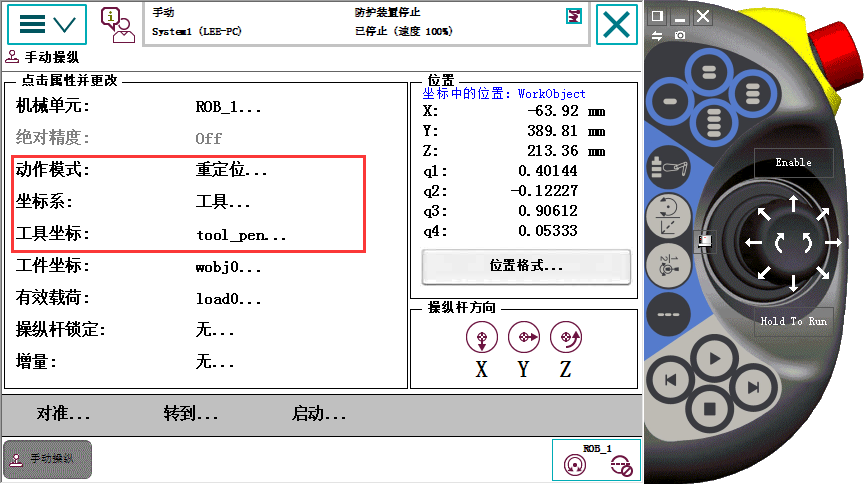 手动
System1 (LEE-PC)
防护装置停止
已停止 (速度 100%)
手动操纵
点击属性并更改
机械单元: ROB_1...
绝对精度: Off
动作模式: 重定位...
坐标系: 工具...
工具坐标: tool_pen...
工件坐标: wobj0...
有效载荷: load0...
操纵杆锁定: 无...
增量: 无...
位置
坐标中的位置: WorkObject
X: -63.92 mm
Y: 389.81 mm
Z: 213.36 mm
q1: 0.40144
q2: -0.12227
q3: 0.90612
q4: 0.05333
位置格式...
操纵杆方向
X Y Z
对准... 转到... 启动...
手动操纵
ROB_1
Enable
Hold To Run